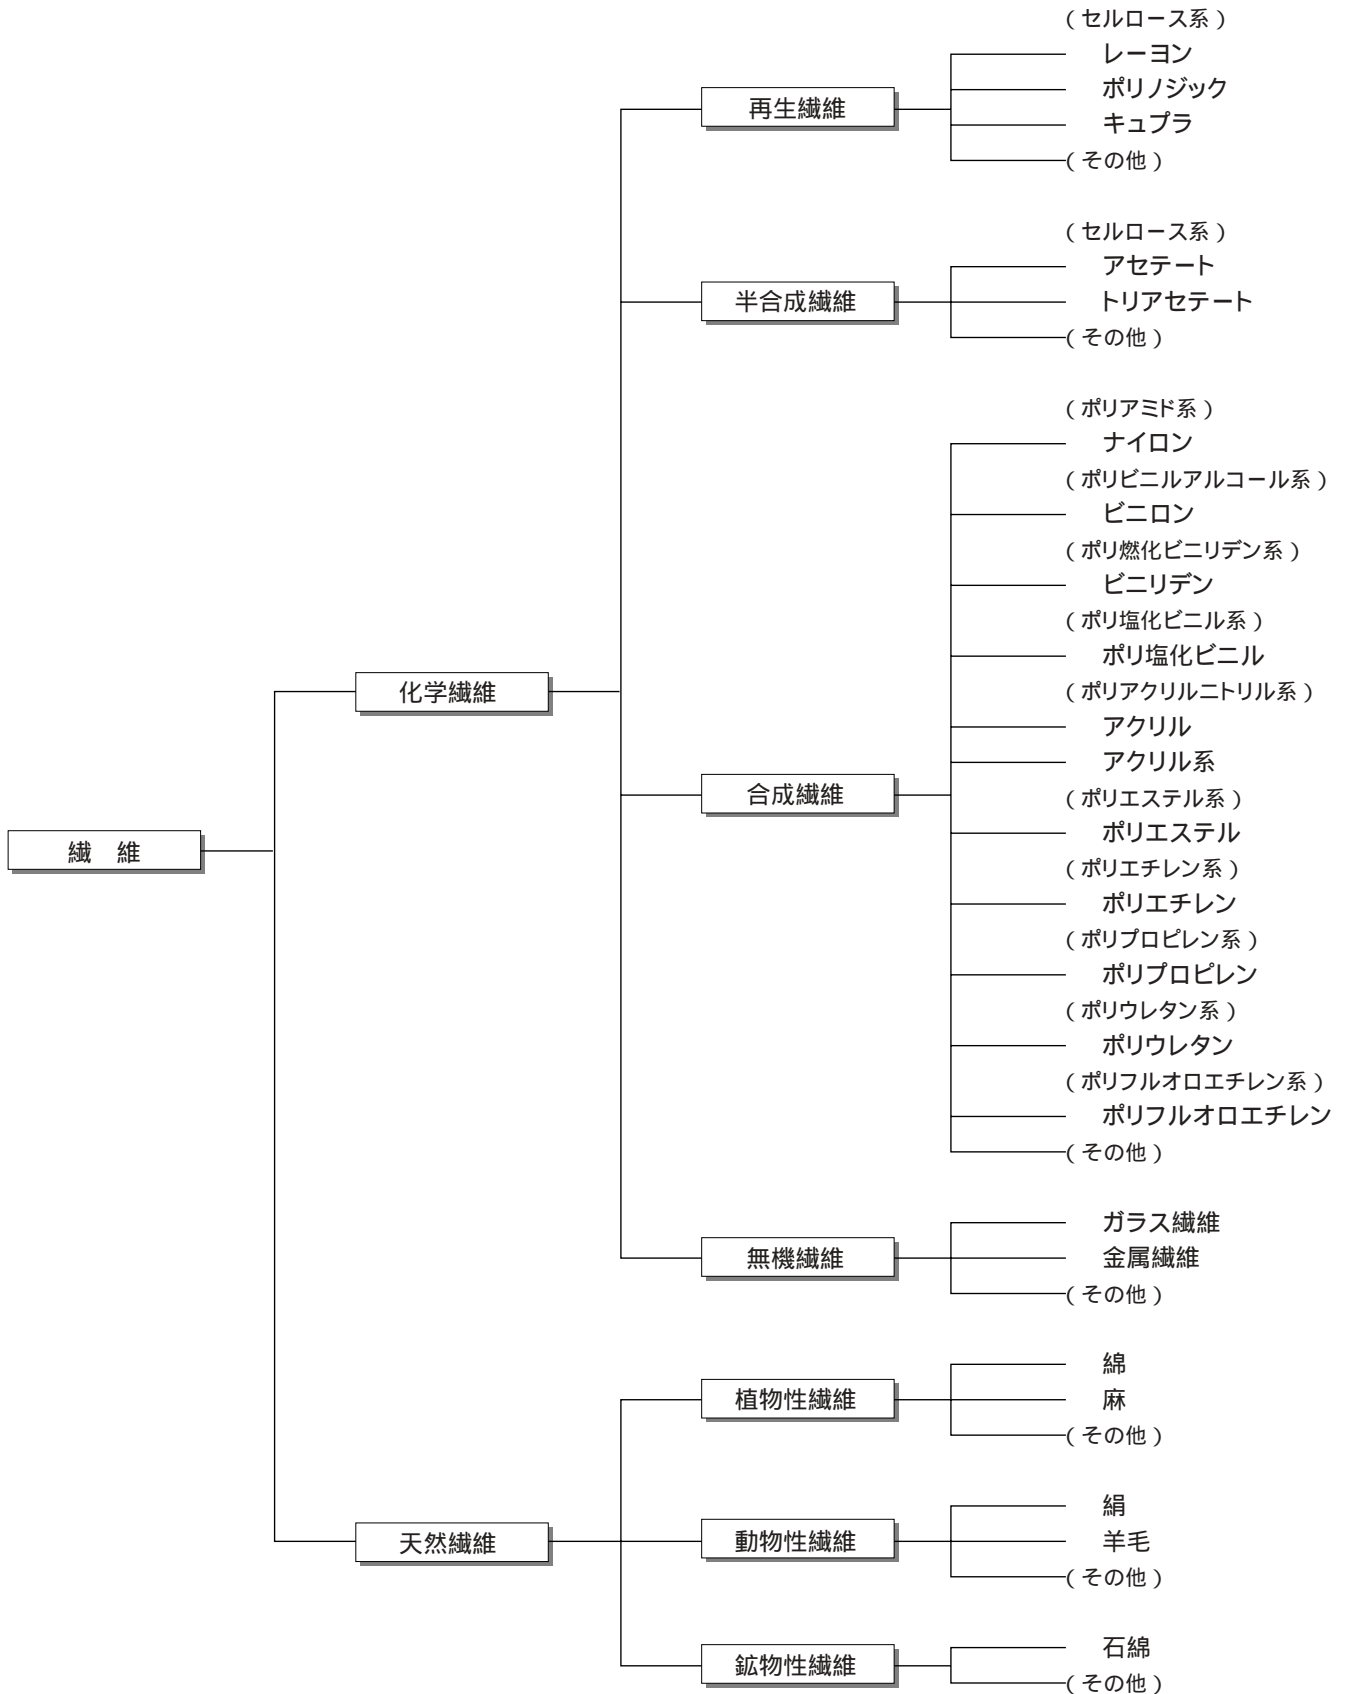 （セルロース系）
レーヨン
再生繊維
ポリノジック
キュプラ
（その他）
（セルロース系）
アセテート
半合成繊維
トリアセテート
（その他）
（ポリアミド系）
ナイロン
（ポリビニルアルコール系）
ビニロン
（ポリ燃化ビニリデン系）
ビニリデン
（ポリ塩化ビニル系）
ポリ塩化ビニル
化学繊維
（ポリアクリルニトリル系）
アクリル
アクリル系
合成繊維
（ポリエステル系）
ポリエステル
繊　維
（ポリエチレン系）
ポリエチレン
（ポリプロピレン系）
ポリプロピレン
（ポリウレタン系）
ポリウレタン
（ポリフルオロエチレン系）
ポリフルオロエチレン
（その他）
ガラス繊維
無機繊維
金属繊維
（その他）
綿
植物性繊維
麻
（その他）
絹
天然繊維
動物性繊維
羊毛
（その他）
石綿
鉱物性繊維
（その他）